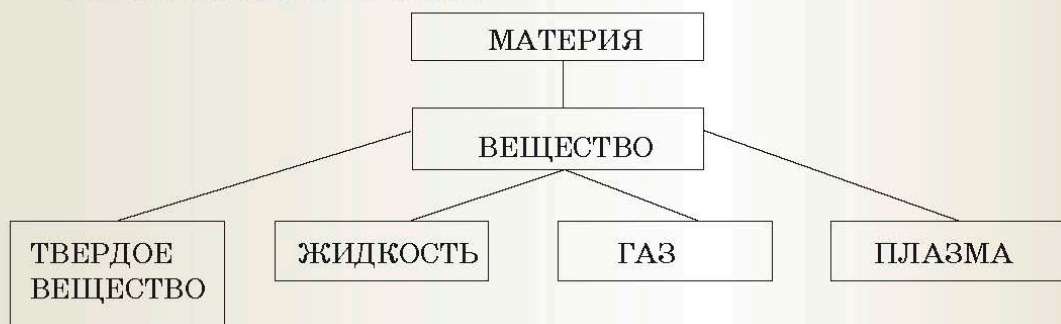 МАТЕРИЯ
ВЕЩЕСТВО
ТВЕРДОЕ
ВЕЩЕСТВО
ЖИДКОСТЬ
ГАЗ
ПЛАЗМА